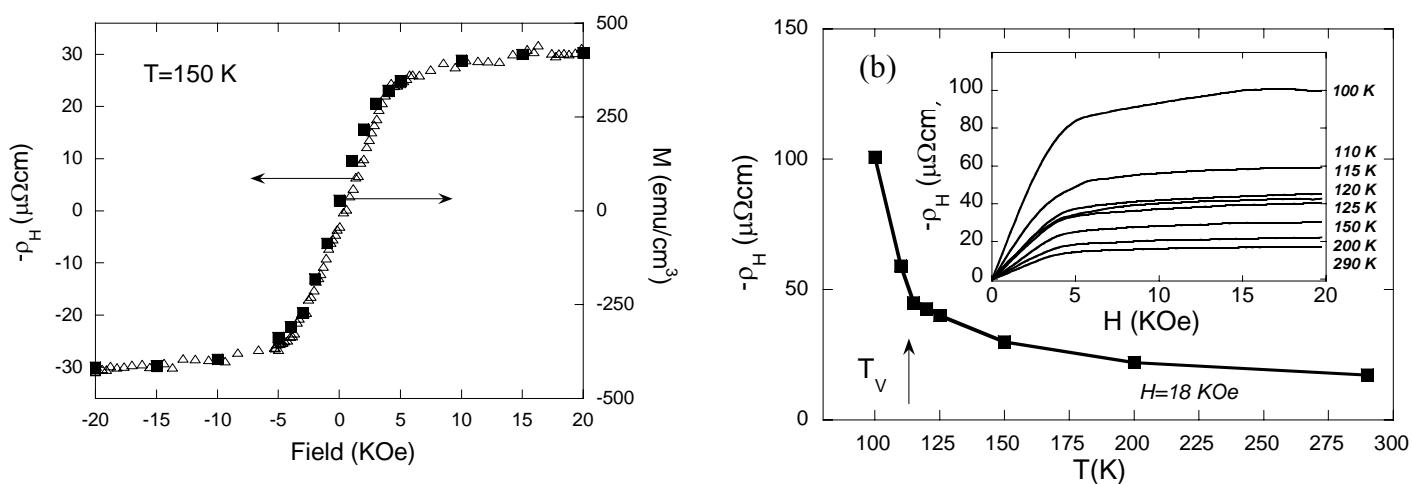 T=150 K
30
20
10
0
-10
-20
-30
-ρH (μΩcm)
500
250
0
-250
-500
M (emu/cm3)
-20 -15 -10 -5 0 5 10 15 20
Field (KOe)
(b)
150
100
50
0
-ρH (μΩcm)
TV
H=18 KOe
100 125 150 175 200 225 250 275 300
T(K)
100
80
60
40
20
0
-ρH (μΩcm)
100 K
110 K
115 K
120 K
125 K
150 K
200 K
290 K
0 5 10 15 20
H (KOe)